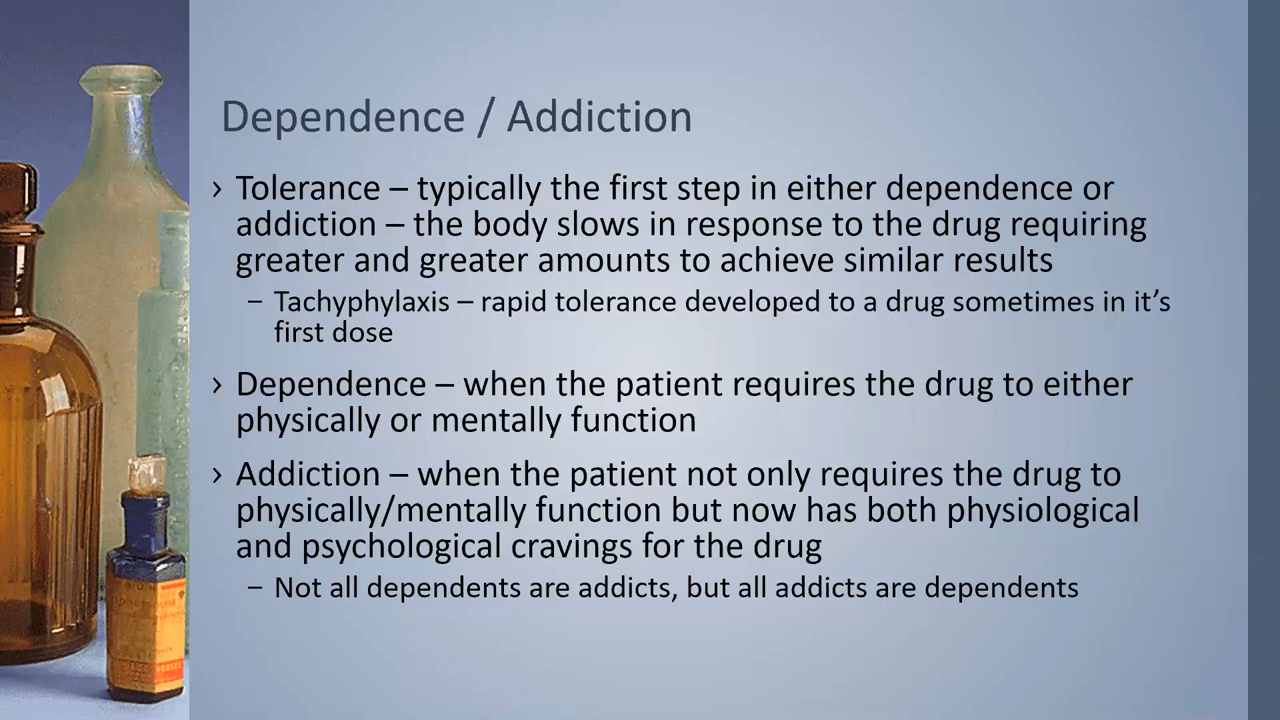 Dependence / Addiction
› Tolerance – typically the first step in either dependence or
addiction – the body slows in response to the drug requiring
greater and greater amounts to achieve similar results
– Tachyphylaxis – rapid tolerance developed to a drug sometimes in it’s
first dose
› Dependence – when the patient requires the drug to either
physically or mentally function
› Addiction – when the patient not only requires the drug to
physically/mentally function but now has both physiological
and psychological cravings for the drug
– Not all dependents are addicts, but all addicts are dependents